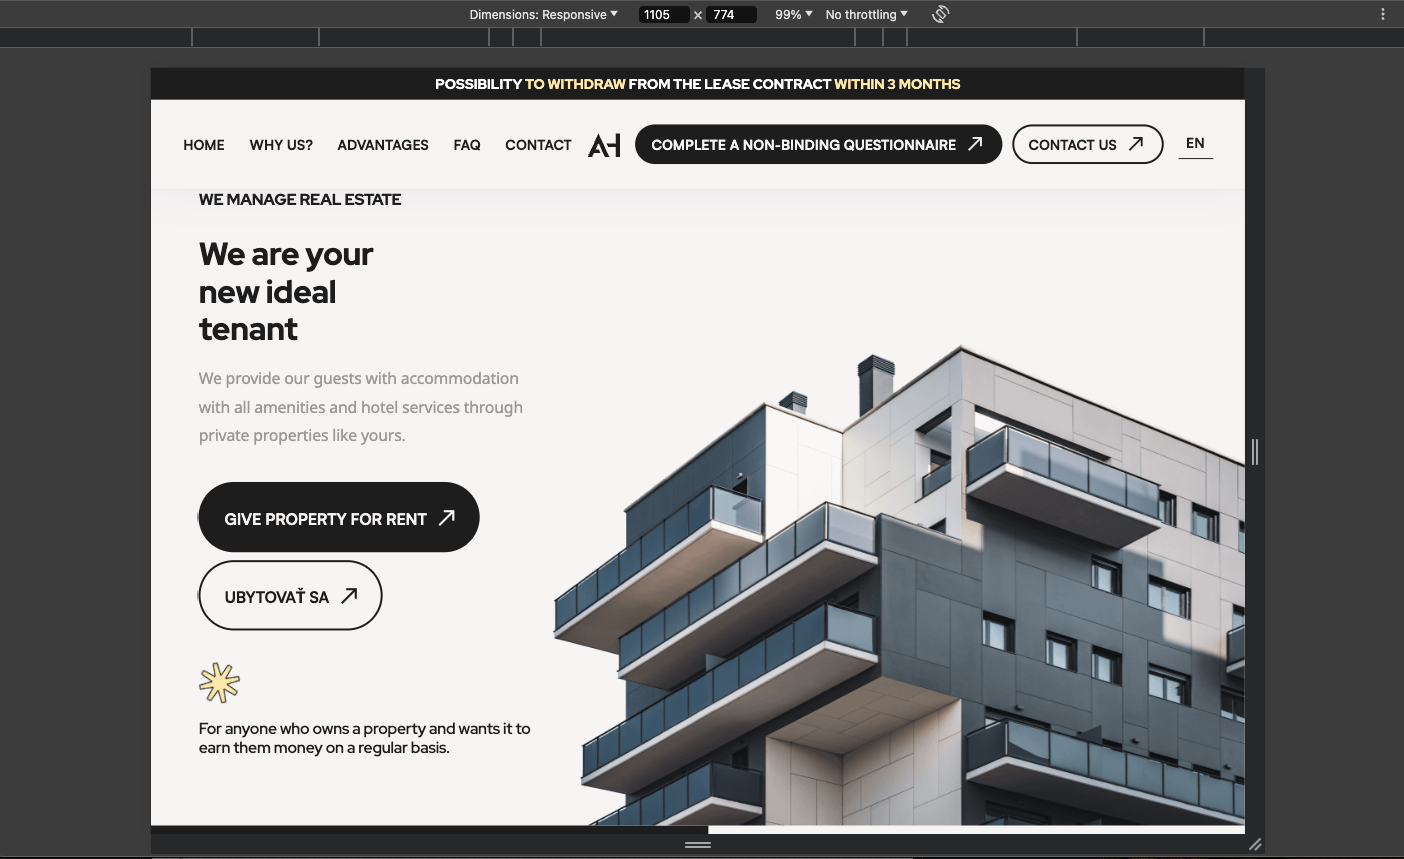 Dimensions: Responsive 1105 x 774 99% No throttling
POSSIBILITY TO WITHDRAW FROM THE LEASE CONTRACT WITHIN 3 MONTHS
HOME WHY US? ADVANTAGES FAQ CONTACT AH COMPLETE A NON-BINDING QUESTIONNAIRE CONTACT US EN
WE MANAGE REAL ESTATE
We are your
new ideal
tenant
We provide our guests with accommodation
with all amenities and hotel services through
private properties like yours.
GIVE PROPERTY FOR RENT
UBYTOVAŤ SA
For anyone who owns a property and wants it to
earn them money on a regular basis.